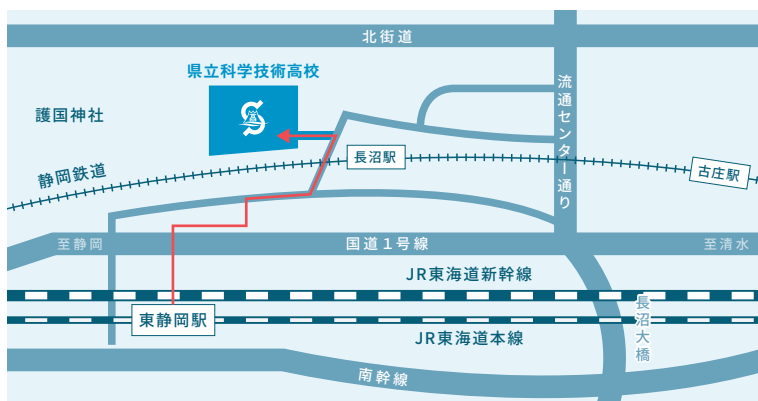 北街道
県立科学技術高校
S
護国神社
流通センター通り
長沼駅
静岡鉄道
古庄駅
至静岡
国道1号線
至清水
JR東海道新幹線
長沼大橋
東静岡駅
JR東海道本線
南幹線